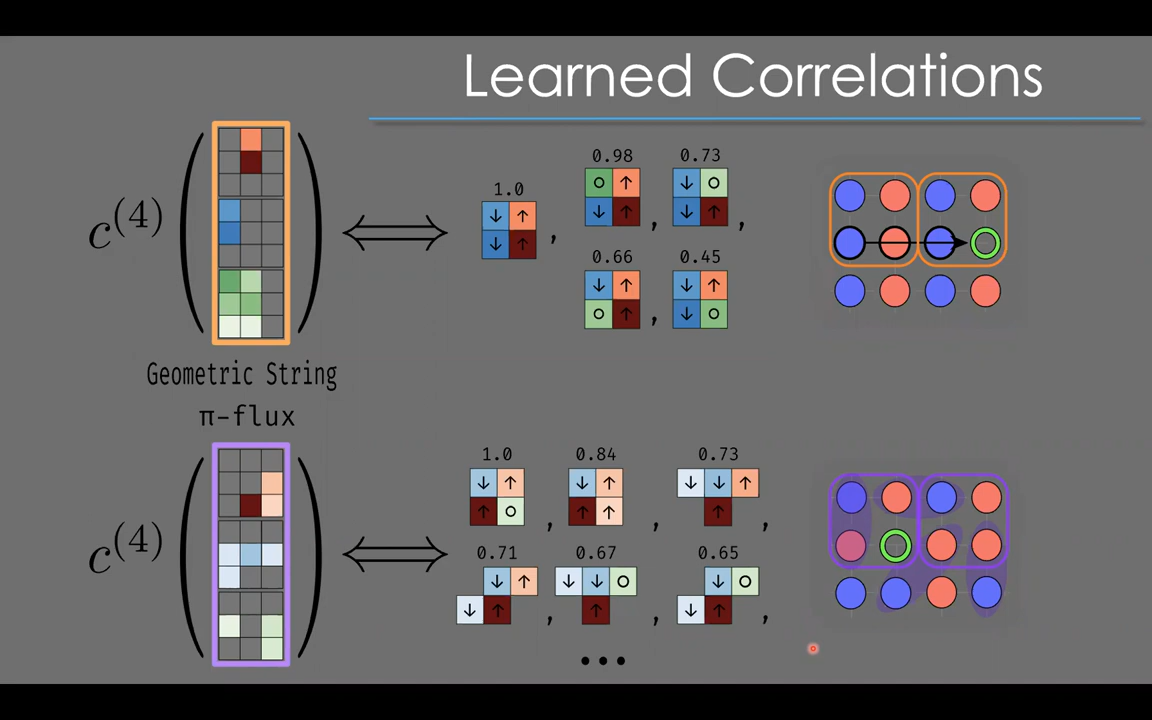 Learned Correlations
c(4)
1.0
↓ ↑
↓ ↑
,
0.98
o ↑
↓ ↑
,
0.73
↓ o
↓ ↑
,
0.66
↓ ↑
o ↑
,
0.45
↓ ↑
↓ o
Geometric String
π-flux
c(4)
1.0
↓ ↑
↑ o
,
0.84
↓ ↑
↑ ↑
,
0.73
↓ ↓ ↑
↑
,
0.71
↓ ↑
↓ ↑
,
0.67
↓ ↓ o
↑
,
0.65
↓ o
↓ ↑
,
...